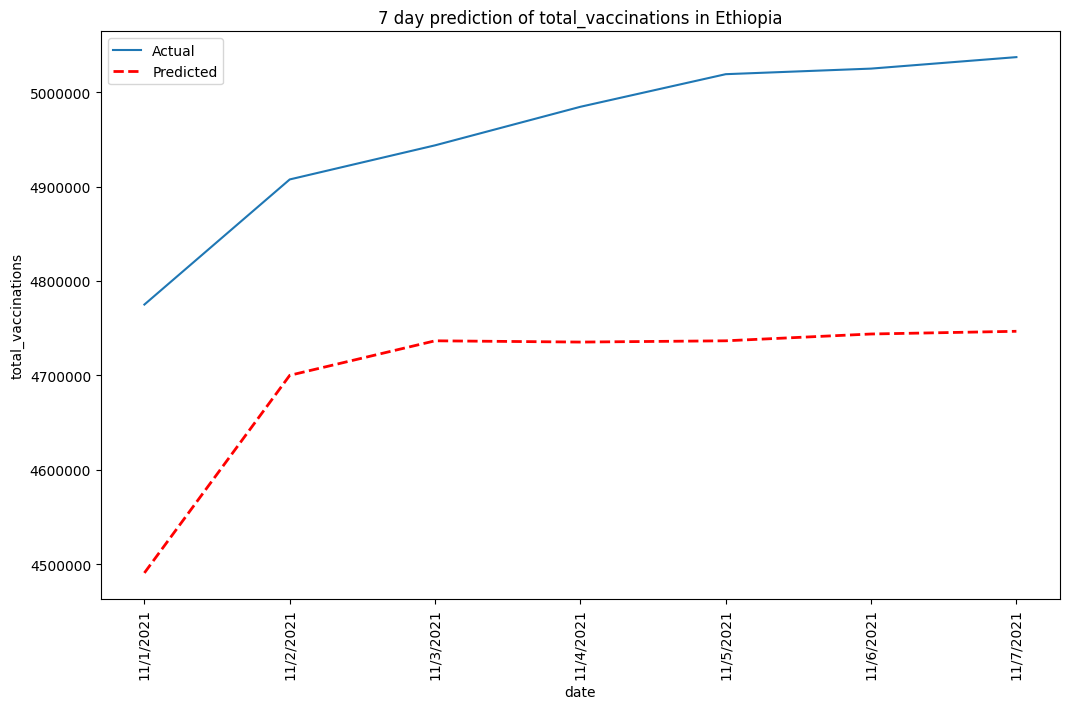 7 day prediction of total_vaccinations in Ethiopia
Actual
Predicted
total_vaccinations
5000000
4900000
4800000
4700000
4600000
4500000
11/1/2021
11/2/2021
11/3/2021
11/4/2021
11/5/2021
11/6/2021
11/7/2021
date